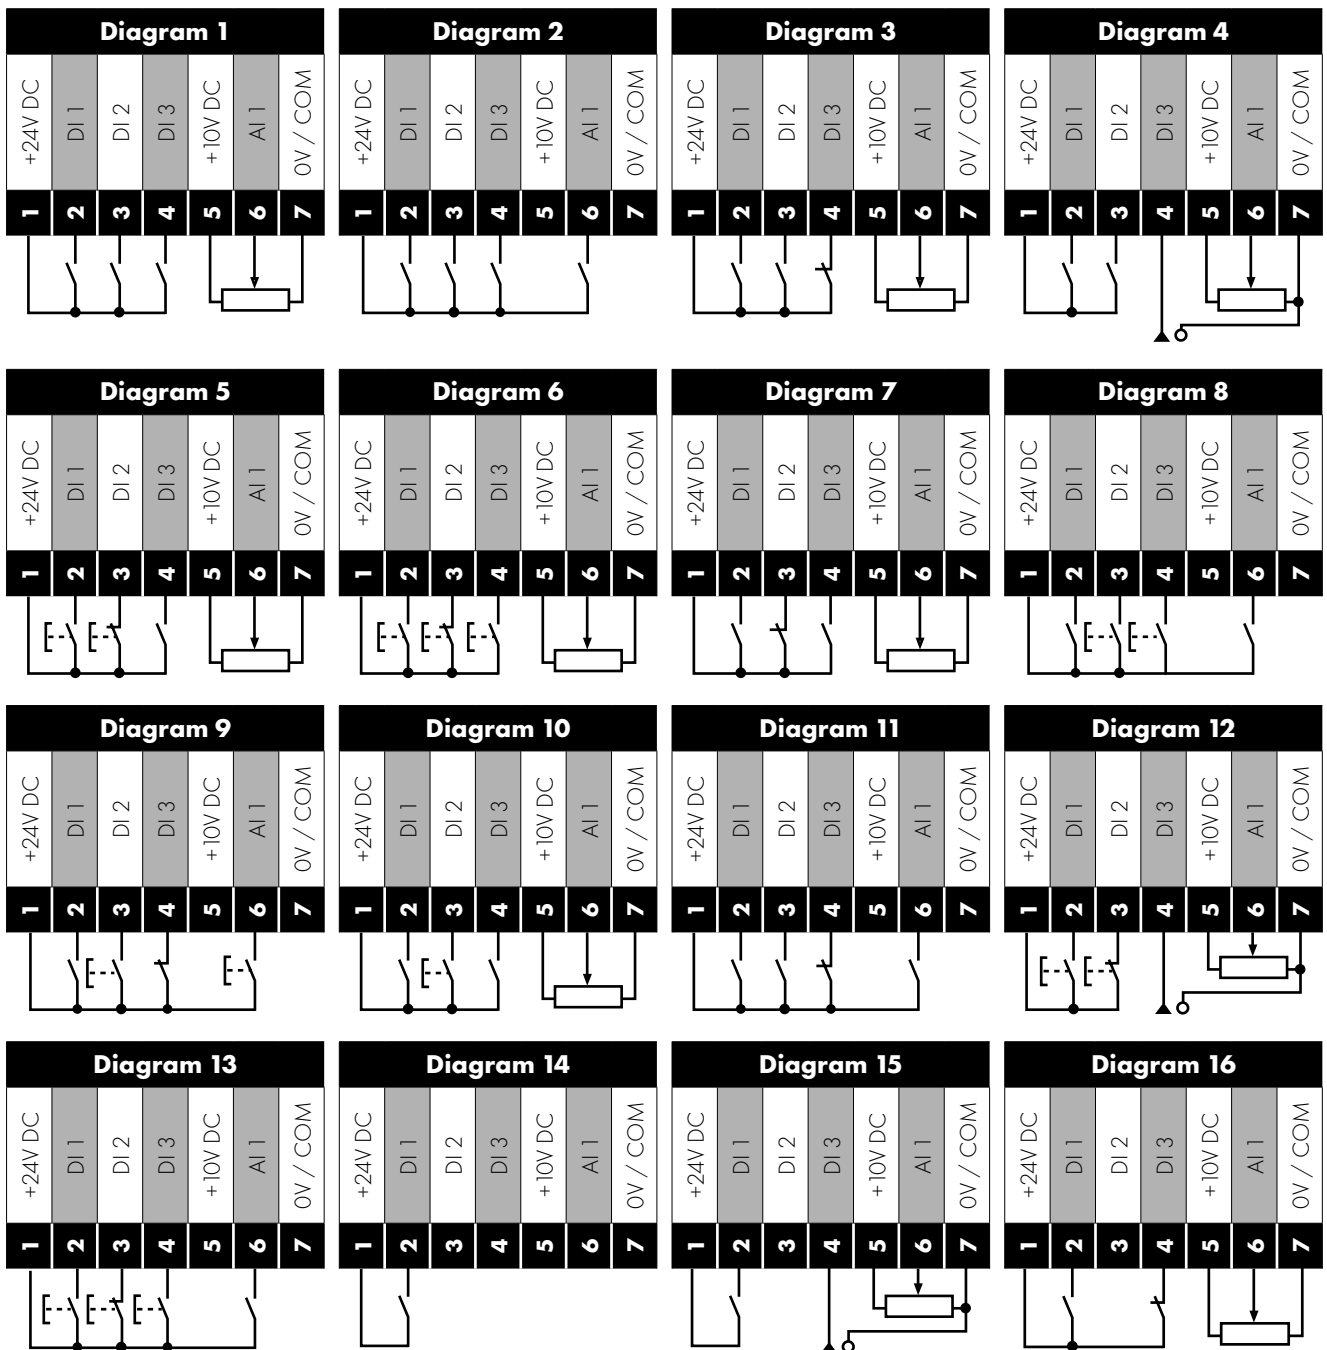 Diagram 1 Diagram 2 Diagram 3 Diagram 4
+24V DC DI 1 DI 2 DI 3 +10V DC AI 1 0V / COM +24V DC DI 1 DI 2 DI 3 +10V DC AI 1 0V / COM +24V DC DI 1 DI 2 DI 3 +10V DC AI 1 0V / COM +24V DC DI 1 DI 2 DI 3 +10V DC AI 1 0V / COM
1 2 3 4 5 6 7 1 2 3 4 5 6 7 1 2 3 4 5 6 7 1 2 3 4 5 6 7
Diagram 5 Diagram 6 Diagram 7 Diagram 8
+24V DC DI 1 DI 2 DI 3 +10V DC AI 1 0V / COM +24V DC DI 1 DI 2 DI 3 +10V DC AI 1 0V / COM +24V DC DI 1 DI 2 DI 3 +10V DC AI 1 0V / COM +24V DC DI 1 DI 2 DI 3 +10V DC AI 1 0V / COM
1 2 3 4 5 6 7 1 2 3 4 5 6 7 1 2 3 4 5 6 7 1 2 3 4 5 6 7
Diagram 9 Diagram 10 Diagram 11 Diagram 12
+24V DC DI 1 DI 2 DI 3 +10V DC AI 1 0V / COM +24V DC DI 1 DI 2 DI 3 +10V DC AI 1 0V / COM +24V DC DI 1 DI 2 DI 3 +10V DC AI 1 0V / COM +24V DC DI 1 DI 2 DI 3 +10V DC AI 1 0V / COM
1 2 3 4 5 6 7 1 2 3 4 5 6 7 1 2 3 4 5 6 7 1 2 3 4 5 6 7
Diagram 13 Diagram 14 Diagram 15 Diagram 16
+24V DC DI 1 DI 2 DI 3 +10V DC AI 1 0V / COM +24V DC DI 1 DI 2 DI 3 +10V DC AI 1 0V / COM +24V DC DI 1 DI 2 DI 3 +10V DC AI 1 0V / COM +24V DC DI 1 DI 2 DI 3 +10V DC AI 1 0V / COM
1 2 3 4 5 6 7 1 2 3 4 5 6 7 1 2 3 4 5 6 7 1 2 3 4 5 6 7